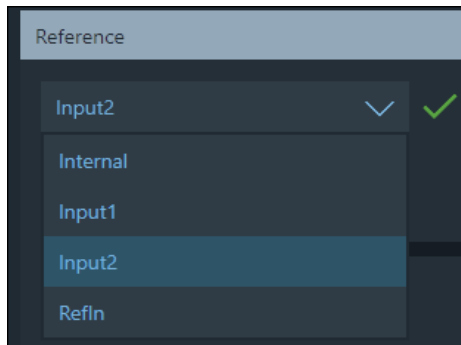 Reference
Input2
Internal
Input1
Input2
RefIn